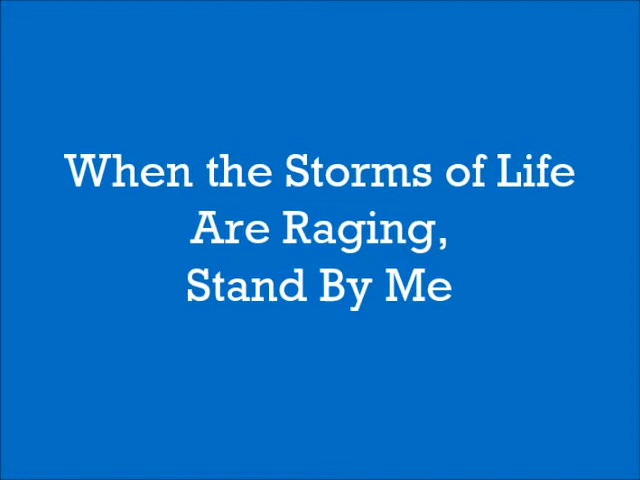 When the Storms of Life
Are Raging,
Stand By Me